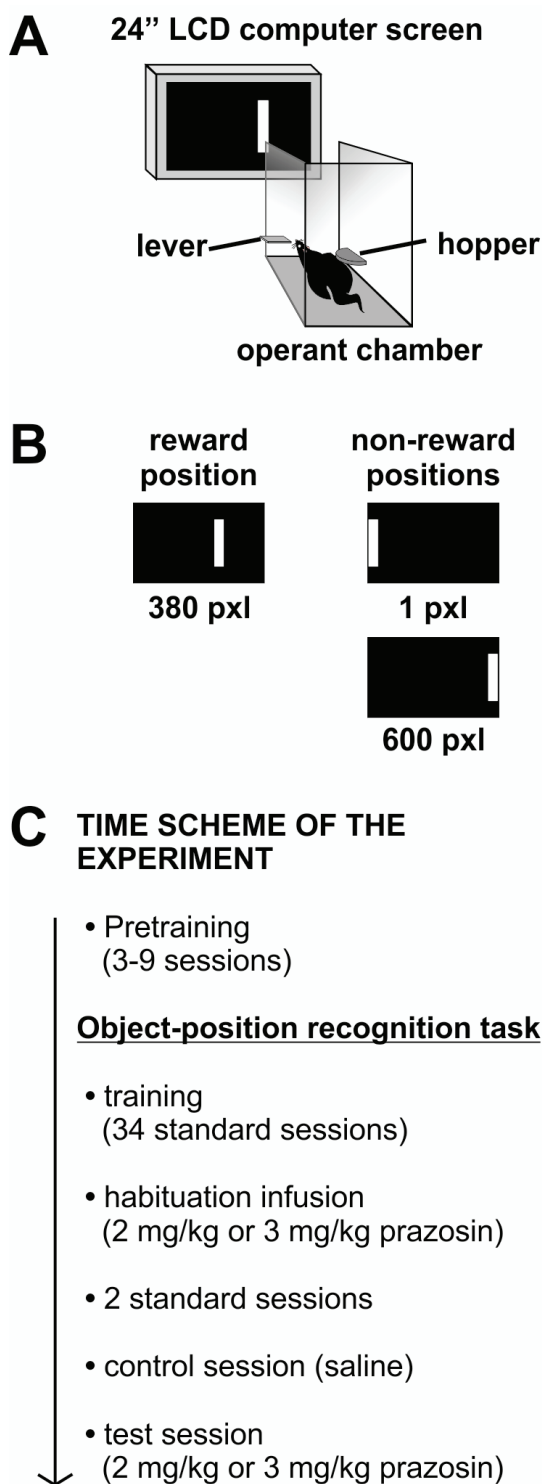 A
24” LCD computer screen
lever
hopper
operant chamber
B
reward
position
non-reward
positions
380 pxl
1 pxl
600 pxl
C
TIME SCHEME OF THE
EXPERIMENT
• Pretraining
(3-9 sessions)
Object-position recognition task
• training
(34 standard sessions)
• habituation infusion
(2 mg/kg or 3 mg/kg prazosin)
• 2 standard sessions
• control session (saline)
• test session
(2 mg/kg or 3 mg/kg prazosin)